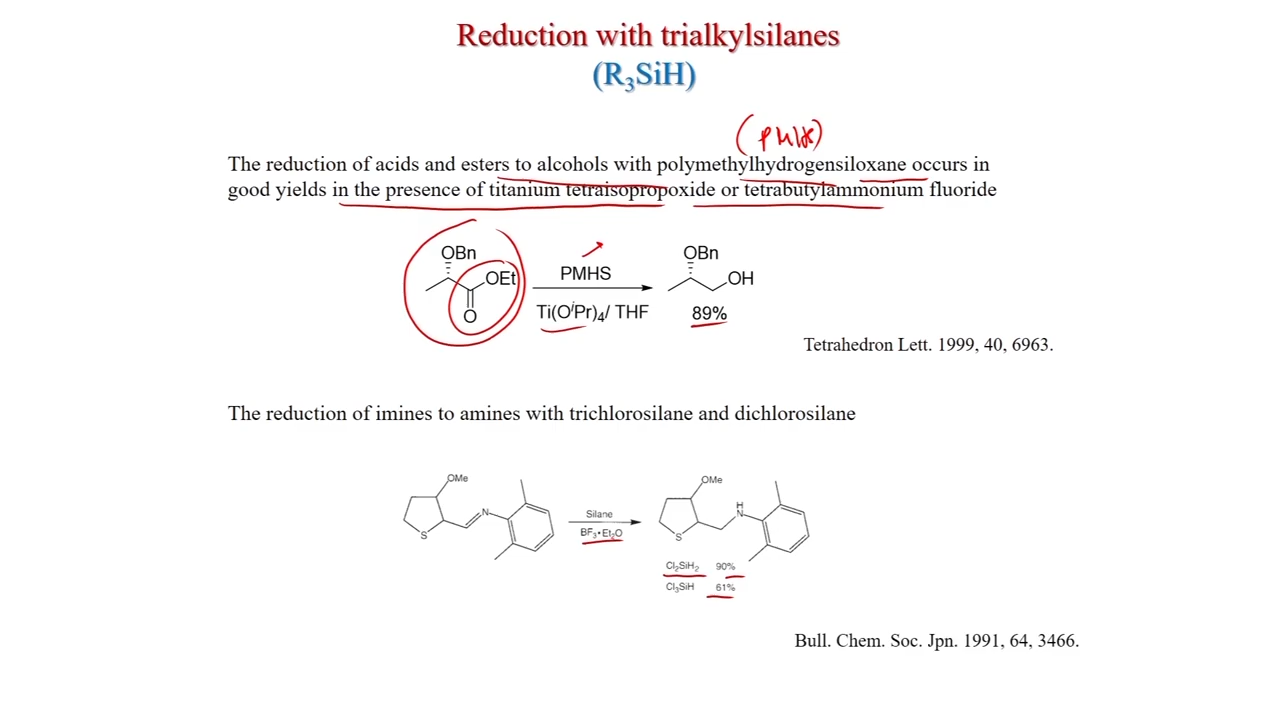 Reduction with trialkylsilanes
(R₃SiH)
(PMHS)
The reduction of acids and esters to alcohols with polymethylhydrogensiloxane occurs in
good yields in the presence of titanium tetraisopropoxide or tetrabutylammonium fluoride
OBn
OEt
O
PMHS
Ti(OⁱPr)₄/ THF
OBn
OH
89%
Tetrahedron Lett. 1999, 40, 6963.
The reduction of imines to amines with trichlorosilane and dichlorosilane
OMe
S
N
Silane
BF₃•Et₂O
OMe
S
H
N
Cl₂SiH₂ 90%
Cl₃SiH 61%
Bull. Chem. Soc. Jpn. 1991, 64, 3466.